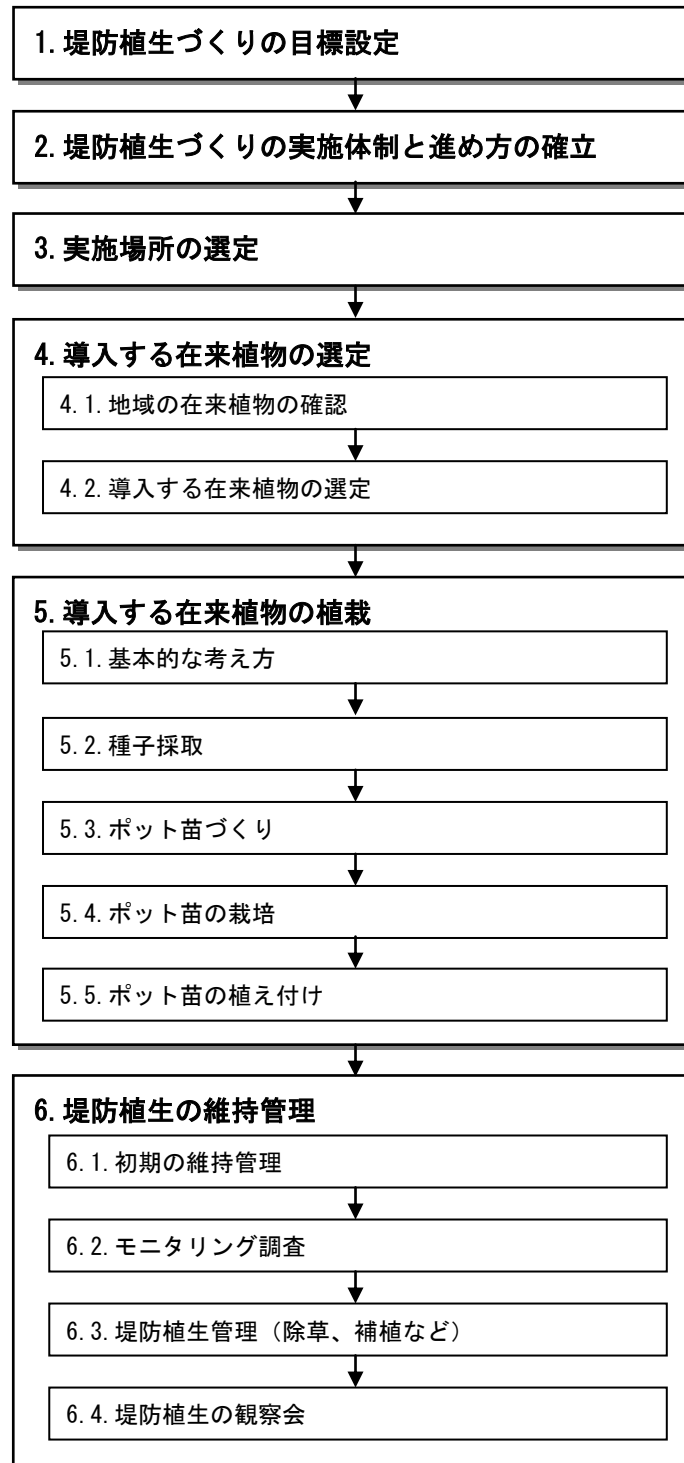 1.堤防植生づくりの目標設定
2.堤防植生づくりの実施体制と進め方の確立
3.実施場所の選定
4.導入する在来植物の選定
4.1.地域の在来植物の確認
4.2.導入する在来植物の選定
5.導入する在来植物の植栽
5.1.基本的な考え方
5.2.種子採取
5.3.ポット苗づくり
5.4.ポット苗の栽培
5.5.ポット苗の植え付け
6.堤防植生の維持管理
6.1.初期の維持管理
6.2.モニタリング調査
6.3.堤防植生管理（除草、補植など）
6.4.堤防植生の観察会